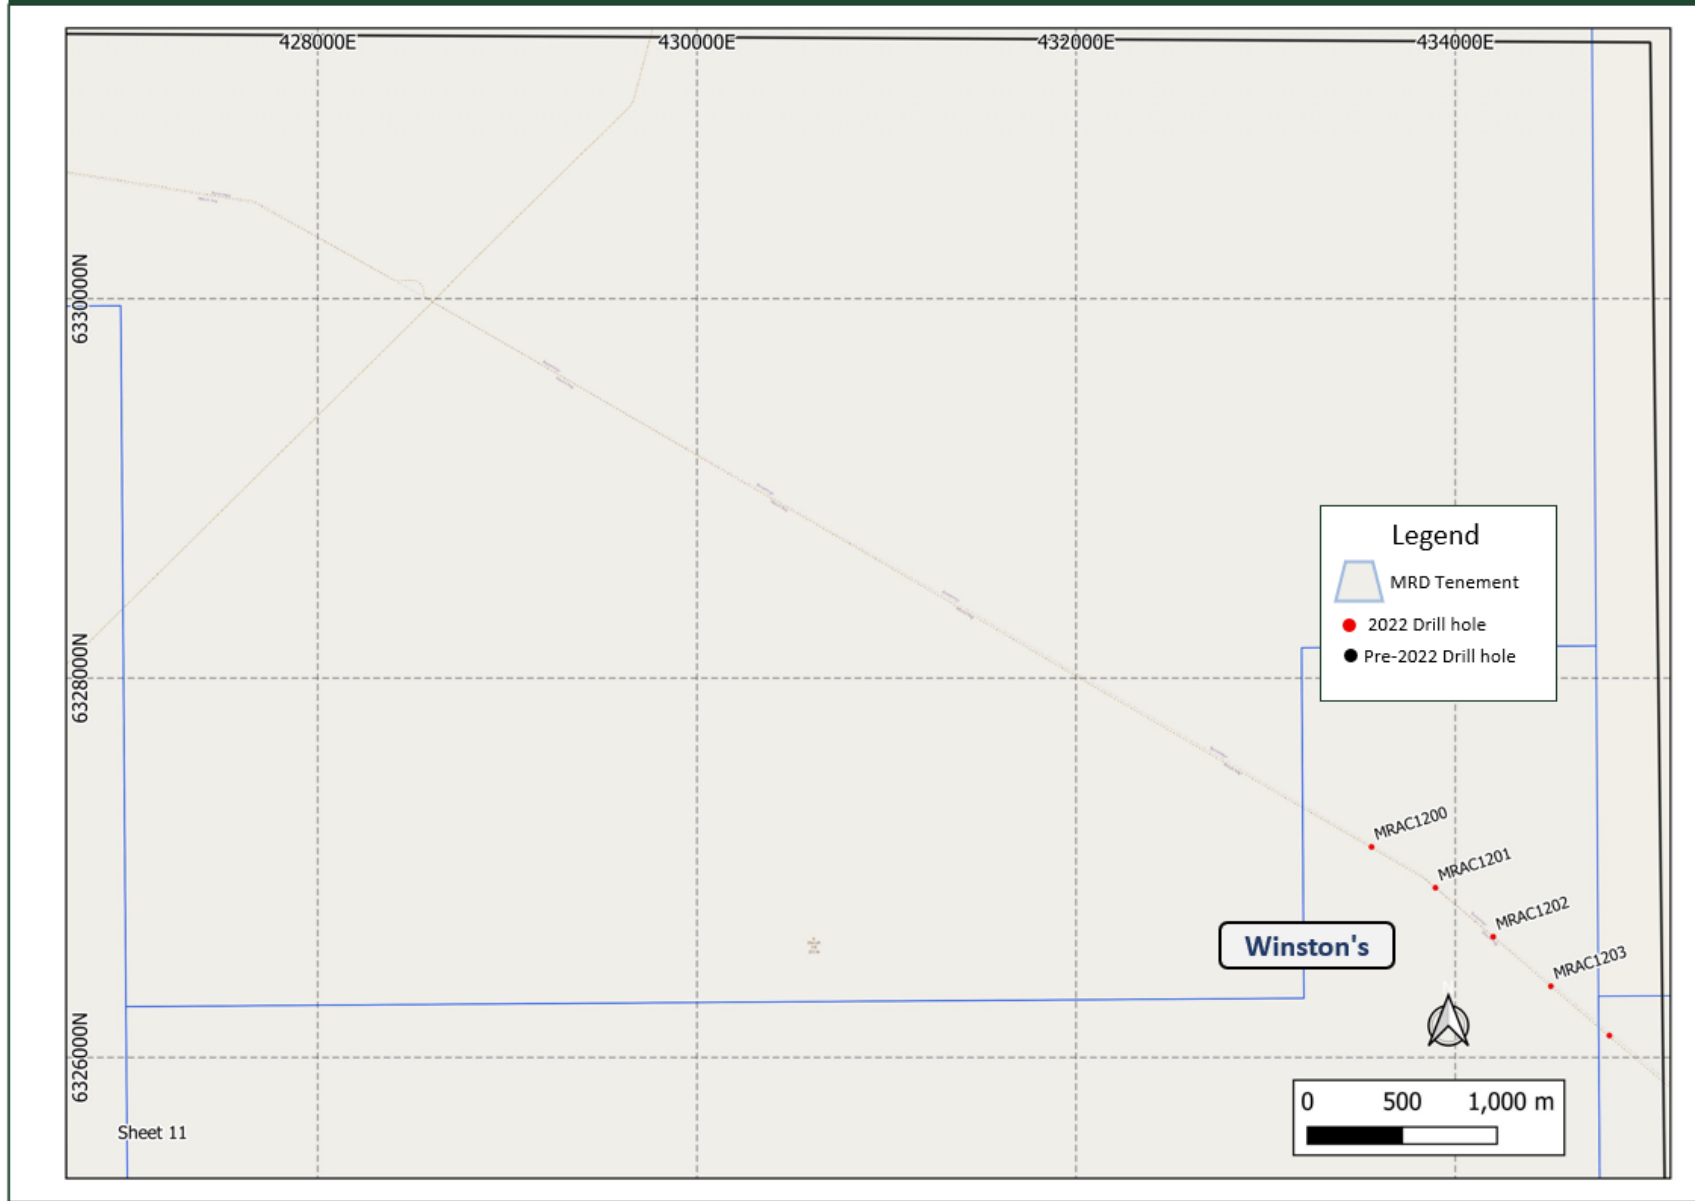 428000E
430000E
432000E
434000E
6330000N
6328000N
6326000N
Legend
MRD Tenement
2022 Drill hole
Pre-2022 Drill hole
MRAC1200
MRAC1201
MRAC1202
MRAC1203
Winston's
0 500 1,000 m
Sheet 11